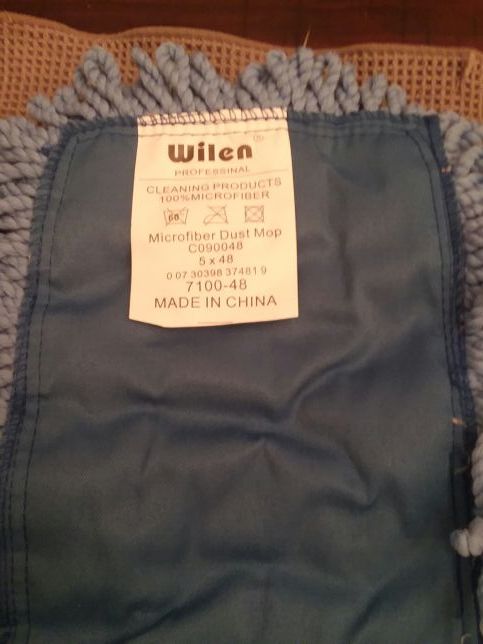 Wilen ®
PROFESSINAL
CLEANING PRODUCTS
100%MICROFIBER
60
Microfiber Dust Mop
C090048
5 x 48
0 07 30398 37481 9
7100-48
MADE IN CHINA